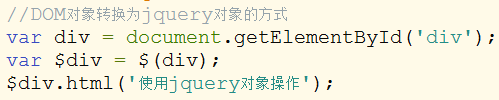 //DOM对象转换为jquery对象的方式
var div = document.getElementById('div');
var $div = $(div);
$div.html('使用jquery对象操作');